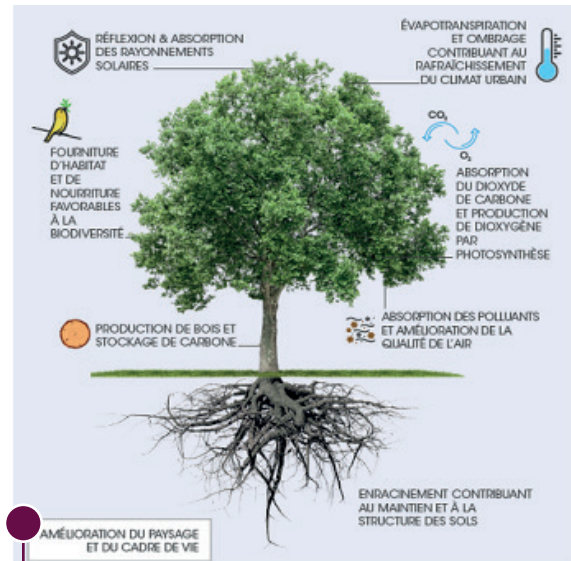 RÉFLEXION & ABSORPTION
DES RAYONNEMENTS
SOLAIRES
ÉVAPOTRANSPIRATION
ET OMBRAGE
CONTRIBUANT AU
RAFRAÎCHISSEMENT
DU CLIMAT URBAIN
FOURNITURE
D'HABITAT
ET DE
NOURRITURE
FAVORABLES
À LA
BIODIVERSITÉ
CO₂
O₂
ABSORPTION
DU DIOXYDE
DE CARBONE
ET PRODUCTION
DE DIOXYGÈNE
PAR
PHOTOSYNTHÈSE
PRODUCTION DE BOIS ET
STOCKAGE DE CARBONE
ABSORPTION DES POLLUANTS
ET AMÉLIORATION DE LA
QUALITÉ DE L'AIR
ENRACINEMENT CONTRIBUANT
AU MAINTIEN ET À LA
STRUCTURE DES SOLS
AMÉLIORATION DU PAYSAGE
ET DU CADRE DE VIE